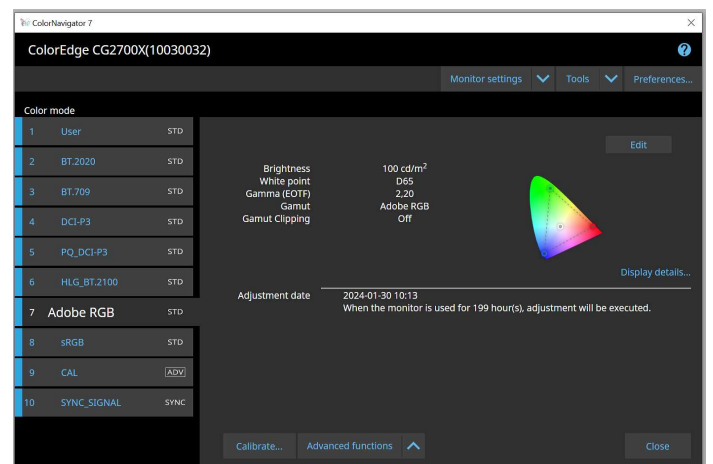 ColorNavigator 7
ColorEdge CG2700X(10030032)
?
Monitor settings Tools Preferences...
Color mode
1 User STD
2 BT.2020 STD
3 BT.709 STD
4 DCI-P3 STD
5 PQ_DCI-P3 STD
6 HLG_BT.2100 STD
7 Adobe RGB STD
8 sRGB STD
9 CAL ADV
10 SYNC_SIGNAL SYNC
Edit
Brightness 100 cd/m²
White point D65
Gamma (EOTF) 2,20
Gamut Adobe RGB
Gamut Clipping Off
Display details...
Adjustment date 2024-01-30 10:13
When the monitor is used for 199 hour(s), adjustment will be executed.
Calibrate... Advanced functions Close